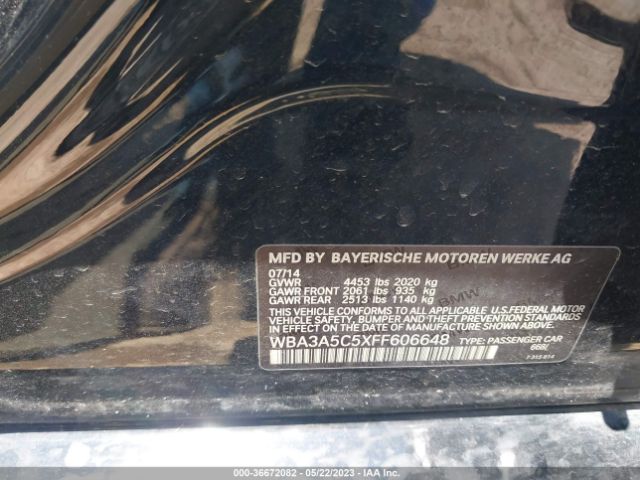 MFD BY BAYERISCHE MOTOREN WERKE AG
07/14
GVWR 4453 lbs 2020 kg
GAWR FRONT 2061 lbs 935 kg
GAWR REAR 2513 lbs 1140 kg
THIS VEHICLE CONFORMS TO ALL APPLICABLE U.S.FEDERAL MOTOR
VEHICLE SAFETY, BUMPER, AND THEFT PREVENTION STANDARDS
IN EFFECT ON THE DATE OF MANUFACTURE SHOWN ABOVE.
WBA3A5C5XFF606648 TYPE: PASSENGER CAR
668/
BMW
000-36672082 - 05/22/2023 - IAA Inc.